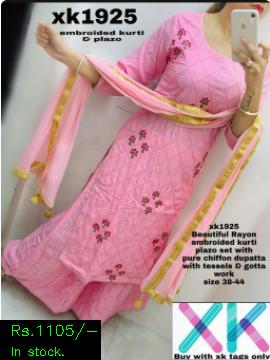 xk1925
embroided kurti
& plazo
xk1925
Beautiful Rayon
embroided kurti
plazo set with
pure chiffon dupatta
with tessels & gotta
work
size 38-44
Rs.1105/-
In stock.
XK
Buy with xk tags only